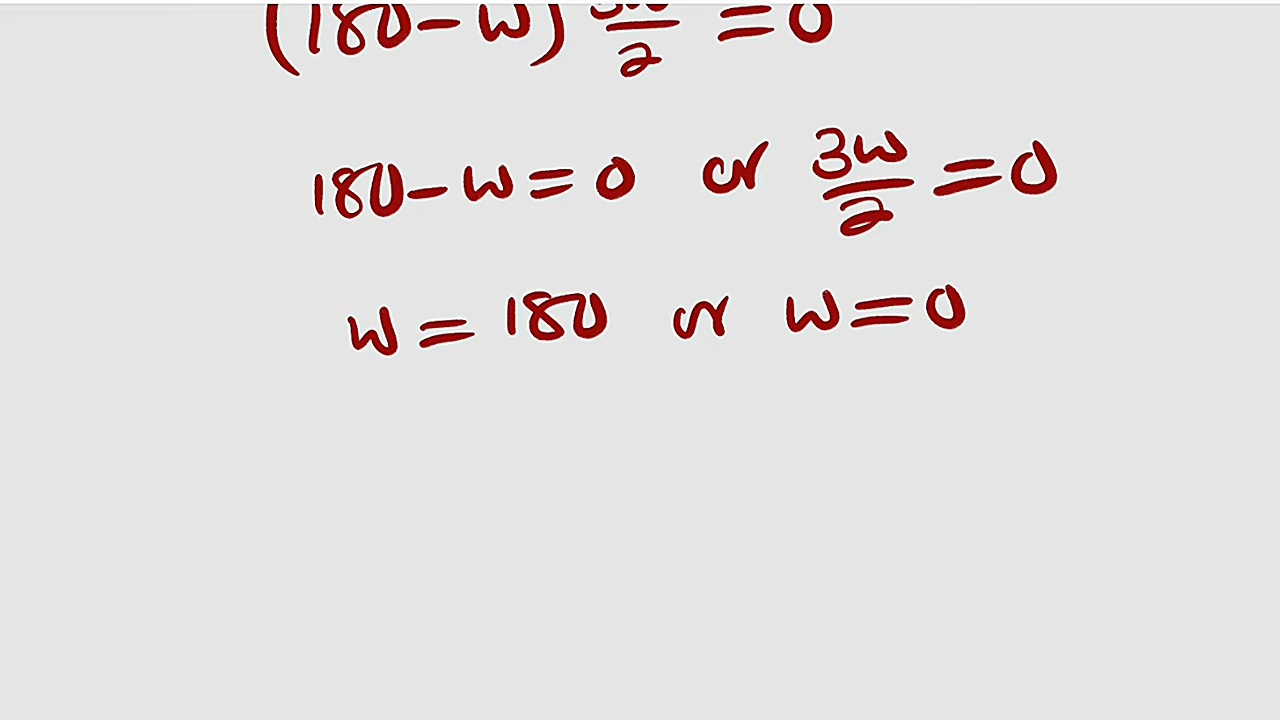 (180-w) 3w/2 = 0
180-w=0 or 3w/2 = 0
w = 180 or w=0